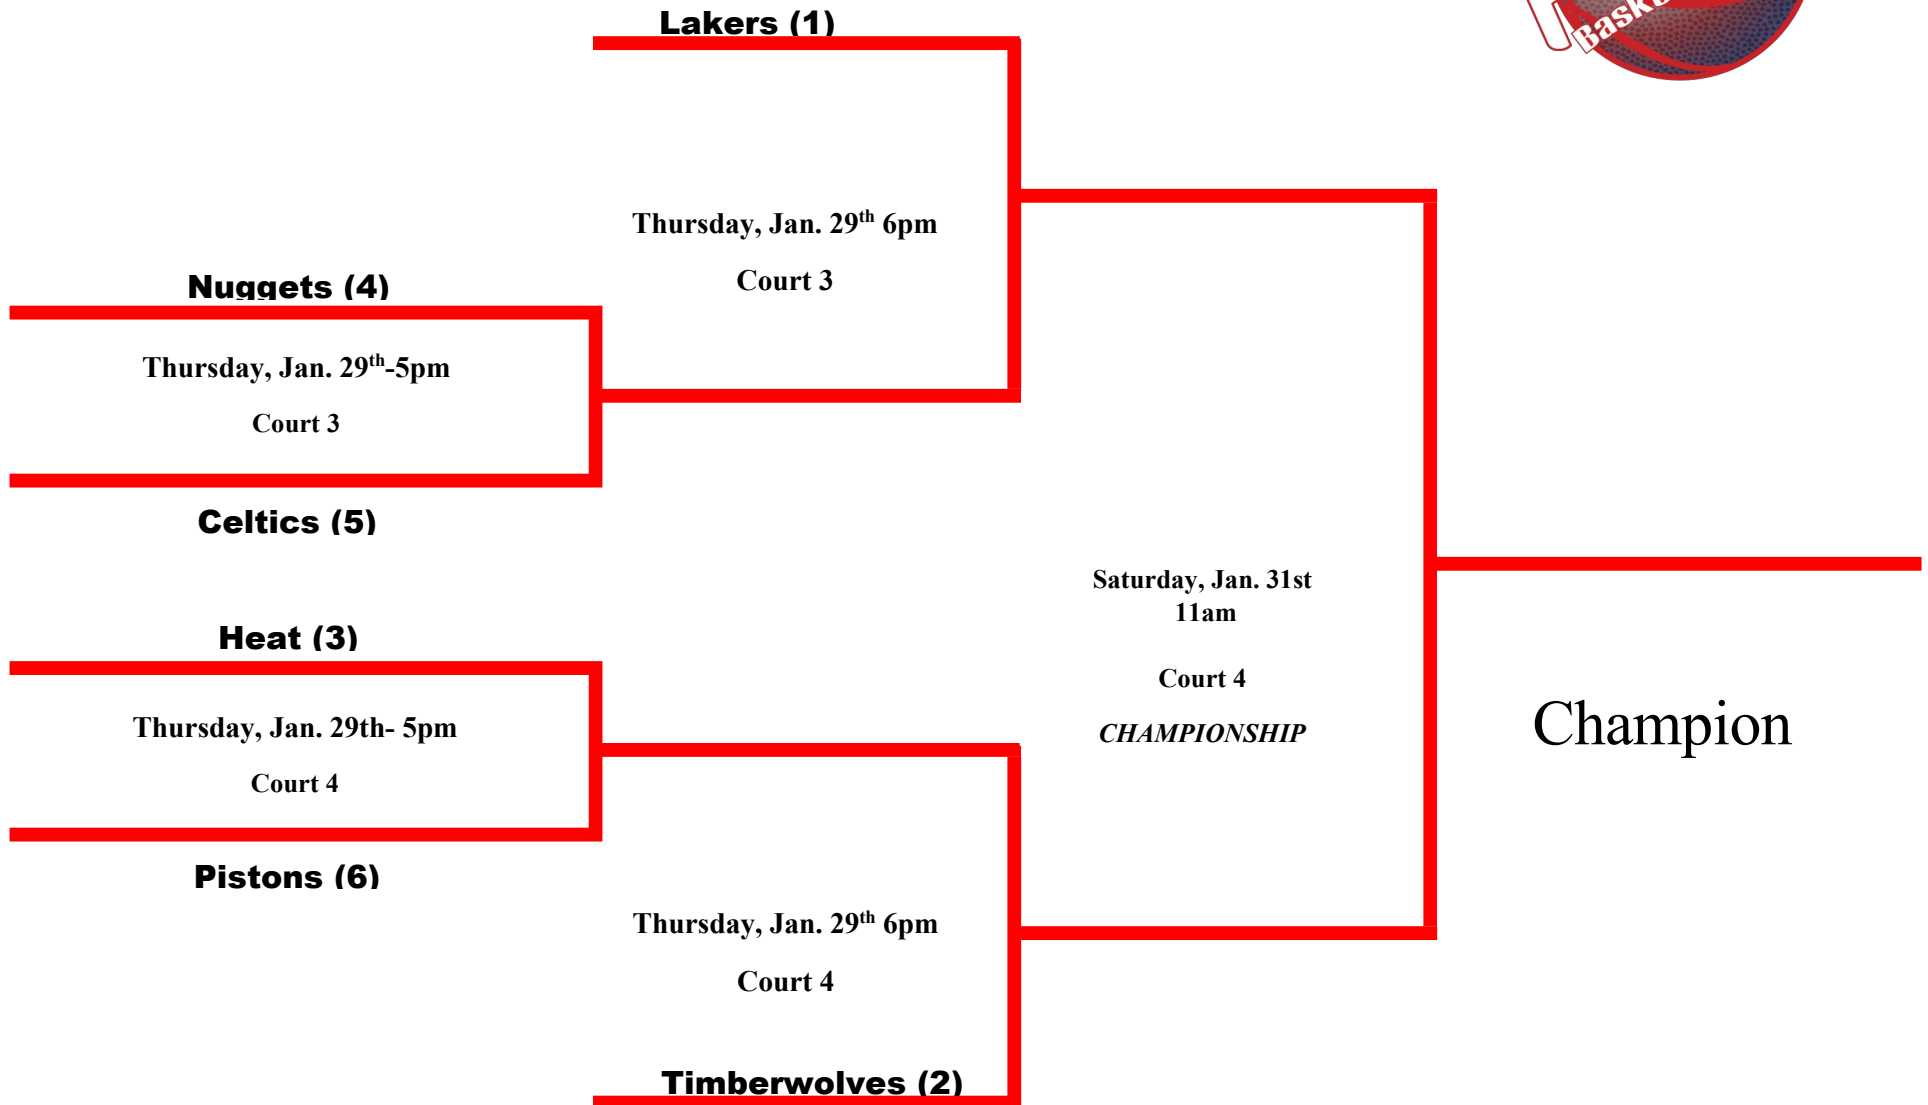 Lakers (1)
Thursday, Jan. 29th 6pm
Court 3
Nuggets (4)
Thursday, Jan. 29th-5pm
Court 3
Celtics (5)
Heat (3)
Thursday, Jan. 29th- 5pm
Court 4
Pistons (6)
Thursday, Jan. 29th 6pm
Court 4
Timberwolves (2)
Saturday, Jan. 31st
11am
Court 4
CHAMPIONSHIP
Champion